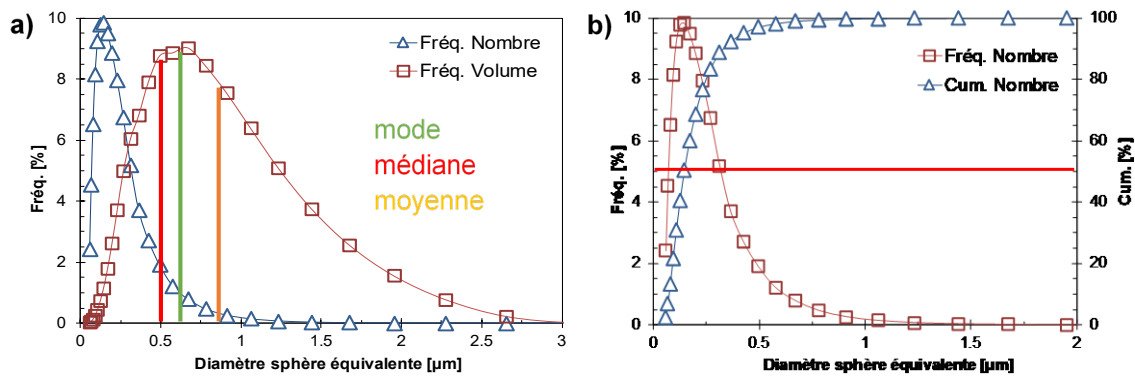 a)
Fréq. [%]
10
8
6
4
2
0
Fréq. Nombre
Fréq. Volume
mode
médiane
moyenne
0 0.5 1 1.5 2 2.5 3
Diamètre sphère équivalente [µm]
b)
Fréq. [%]
10
8
6
4
2
0
Fréq. Nombre
Cum. Nombre
100
80
60
40
20
0
Cum. [%]
0 0.5 1 1.5 2
Diamètre sphère équivalente [µm]